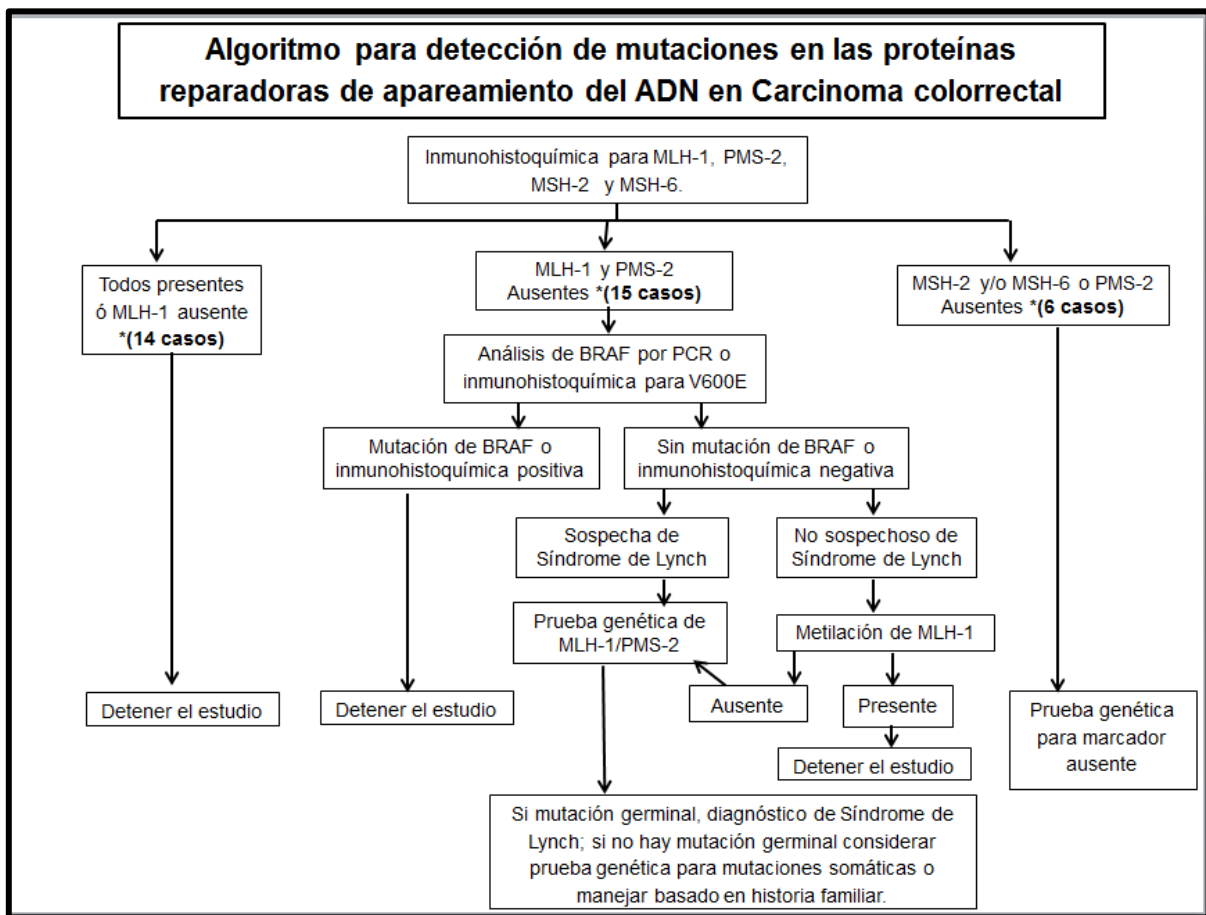 Algoritmo para detección de mutaciones en las proteínas
reparadoras de apareamiento del ADN en Carcinoma colorrectal
Inmunohistoquímica para MLH-1, PMS-2,
MSH-2 y MSH-6.
Todos presentes
ó MLH-1 ausente
*(14 casos)
MLH-1 y PMS-2
Ausentes *(15 casos)
MSH-2 y/o MSH-6 o PMS-2
Ausentes *(6 casos)
Análisis de BRAF por PCR o
inmunohistoquímica para V600E
Mutación de BRAF o
inmunohistoquímica positiva
Sin mutación de BRAF o
inmunohistoquímica negativa
Sospecha de
Síndrome de Lynch
No sospechoso de
Síndrome de Lynch
Prueba genética de
MLH-1/PMS-2
Metilación de MLH-1
Detener el estudio
Detener el estudio
Ausente
Presente
Prueba genética
para marcador
ausente
Detener el estudio
Si mutación germinal, diagnóstico de Síndrome de
Lynch; si no hay mutación germinal considerar
prueba genética para mutaciones somáticas o
manejar basado en historia familiar.